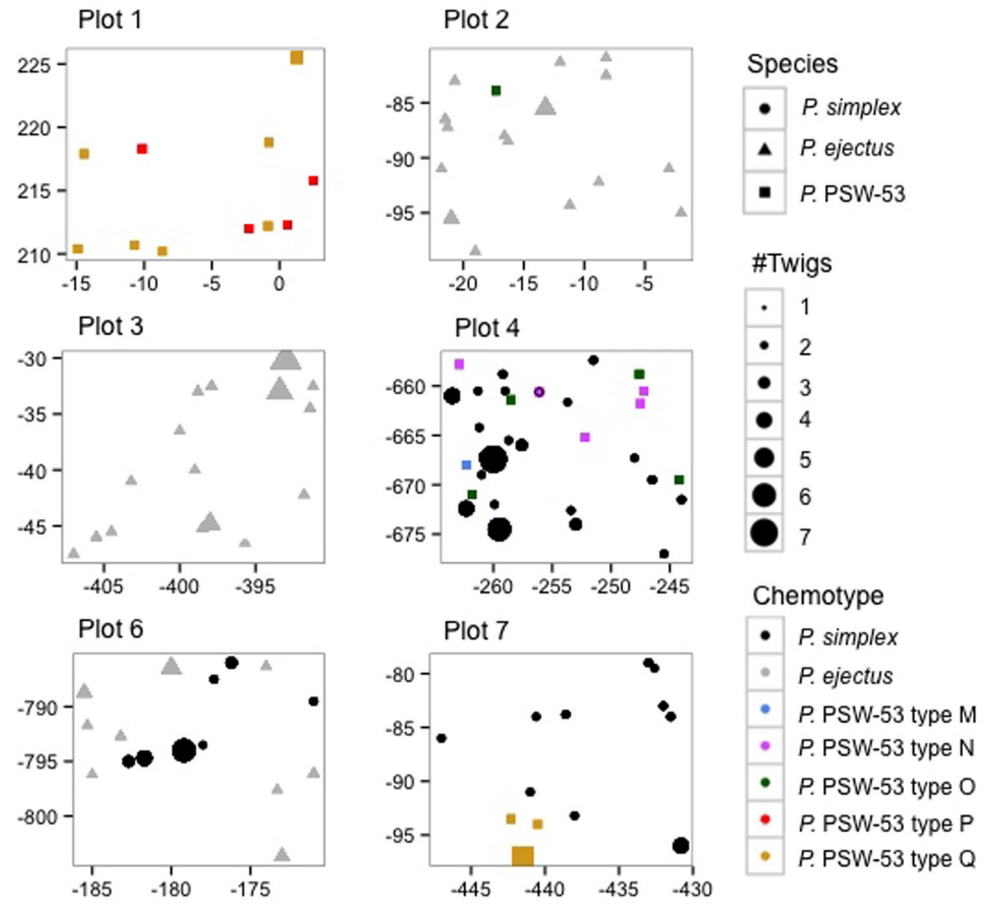 Plot 1
225
220
215
210
-15 -10 -5 0
Plot 2
-85
-90
-95
-20 -15 -10 -5
Plot 3
-30
-35
-40
-45
-405 -400 -395
Plot 4
-660
-665
-670
-675
-260 -255 -250 -245
Plot 6
-790
-795
-800
-185 -180 -175
Plot 7
-80
-85
-90
-95
-445 -440 -435 -430
Species
P. simplex
P. ejectus
P. PSW-53
#Twigs
1
2
3
4
5
6
7
Chemotype
P. simplex
P. ejectus
P. PSW-53 type M
P. PSW-53 type N
P. PSW-53 type O
P. PSW-53 type P
P. PSW-53 type Q